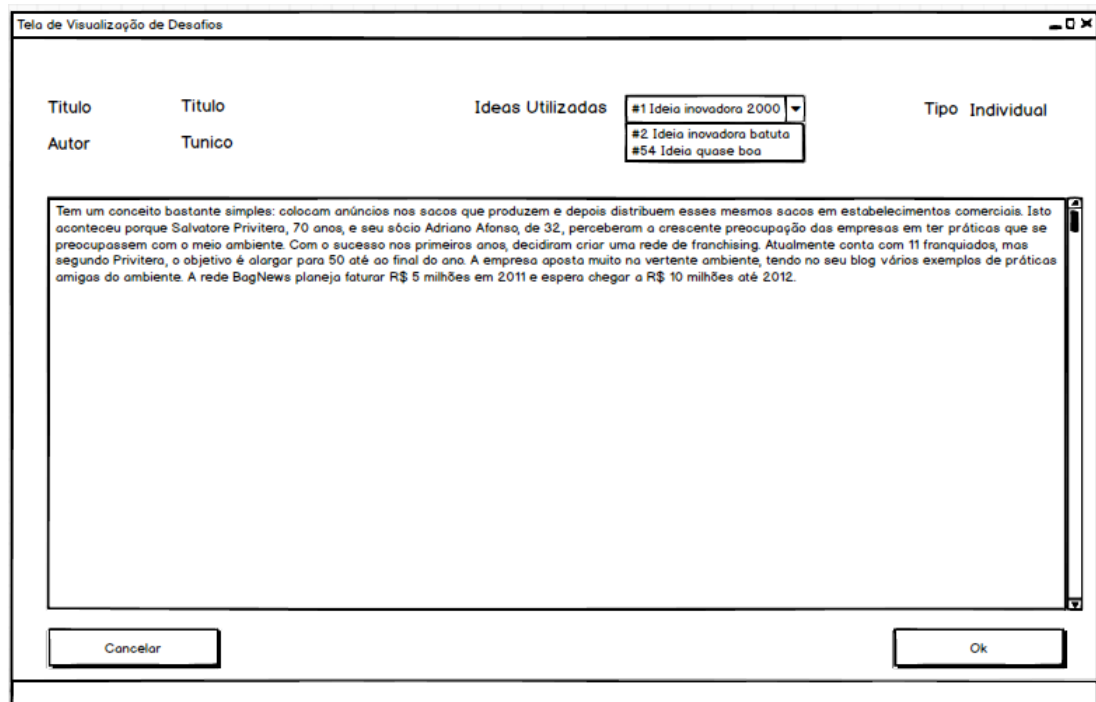 Tela de Visualização de Desafios
Titulo Titulo Ideas Utilizadas #1 Ideia inovadora 2000 Tipo Individual
#2 Ideia inovadora batuta
Autor Tunico #54 Ideia quase boa
Tem um conceito bastante simples: colocam anúncios nos sacos que produzem e depois distribuem esses mesmos sacos em estabelecimentos comerciais. Isto
aconteceu porque Salvatore Privitera, 70 anos, e seu sócio Adriano Afonso, de 32, perceberam a crescente preocupação das empresas em ter práticas que se
preocupassem com o meio ambiente. Com o sucesso nos primeiros anos, decidiram criar uma rede de franchising. Atualmente conta com 11 franquiados, mas
segundo Privitera, o objetivo é alargar para 50 até ao final do ano. A empresa aposta muito na vertente ambiente, tendo no seu blog vários exemplos de práticas
amigas do ambiente. A rede BagNews planeja faturar R$ 5 milhões em 2011 e espera chegar a R$ 10 milhões até 2012.
Cancelar Ok